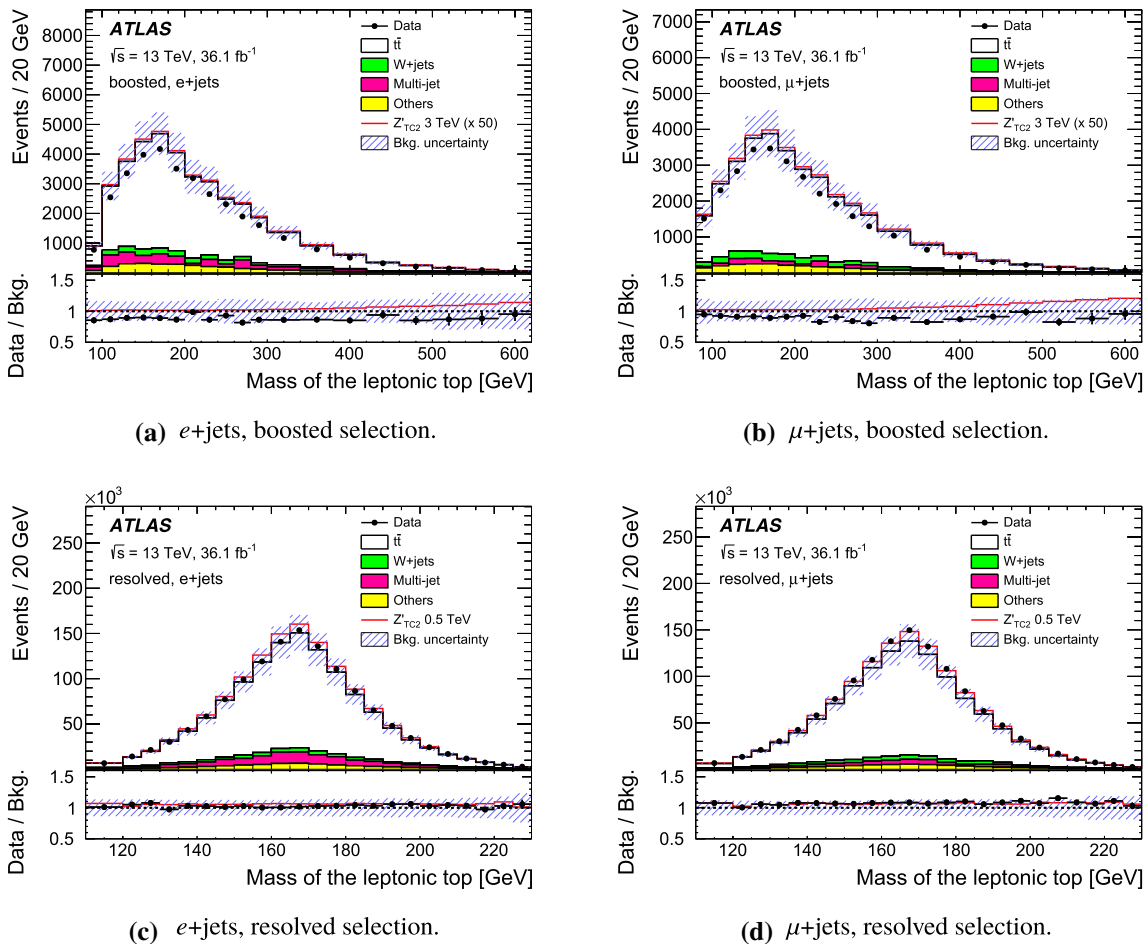 ATLAS
√s = 13 TeV, 36.1 fb⁻¹
boosted, e+jets
Data
tt̄
W+jets
Multi-jet
Others
Z'TC2 3 TeV (x 50)
Bkg. uncertainty
Events / 20 GeV
8000
7000
6000
5000
4000
3000
2000
1000
Data / Bkg.
1.5
1
0.5
100 200 300 400 500 600
Mass of the leptonic top [GeV]
(a) e+jets, boosted selection.
ATLAS
√s = 13 TeV, 36.1 fb⁻¹
boosted, μ+jets
Data
tt̄
W+jets
Multi-jet
Others
Z'TC2 3 TeV (x 50)
Bkg. uncertainty
Events / 20 GeV
7000
6000
5000
4000
3000
2000
1000
Data / Bkg.
1.5
1
0.5
100 200 300 400 500 600
Mass of the leptonic top [GeV]
(b) μ+jets, boosted selection.
×10³
ATLAS
√s = 13 TeV, 36.1 fb⁻¹
resolved, e+jets
Data
tt̄
W+jets
Multi-jet
Others
Z'TC2 0.5 TeV
Bkg. uncertainty
Events / 20 GeV
250
200
150
100
50
Data / Bkg.
1.5
1
0.5
120 140 160 180 200 220
Mass of the leptonic top [GeV]
(c) e+jets, resolved selection.
×10³
ATLAS
√s = 13 TeV, 36.1 fb⁻¹
resolved, μ+jets
Data
tt̄
W+jets
Multi-jet
Others
Z'TC2 0.5 TeV
Bkg. uncertainty
Events / 20 GeV
250
200
150
100
50
Data / Bkg.
1.5
1
0.5
120 140 160 180 200 220
Mass of the leptonic top [GeV]
(d) μ+jets, resolved selection.